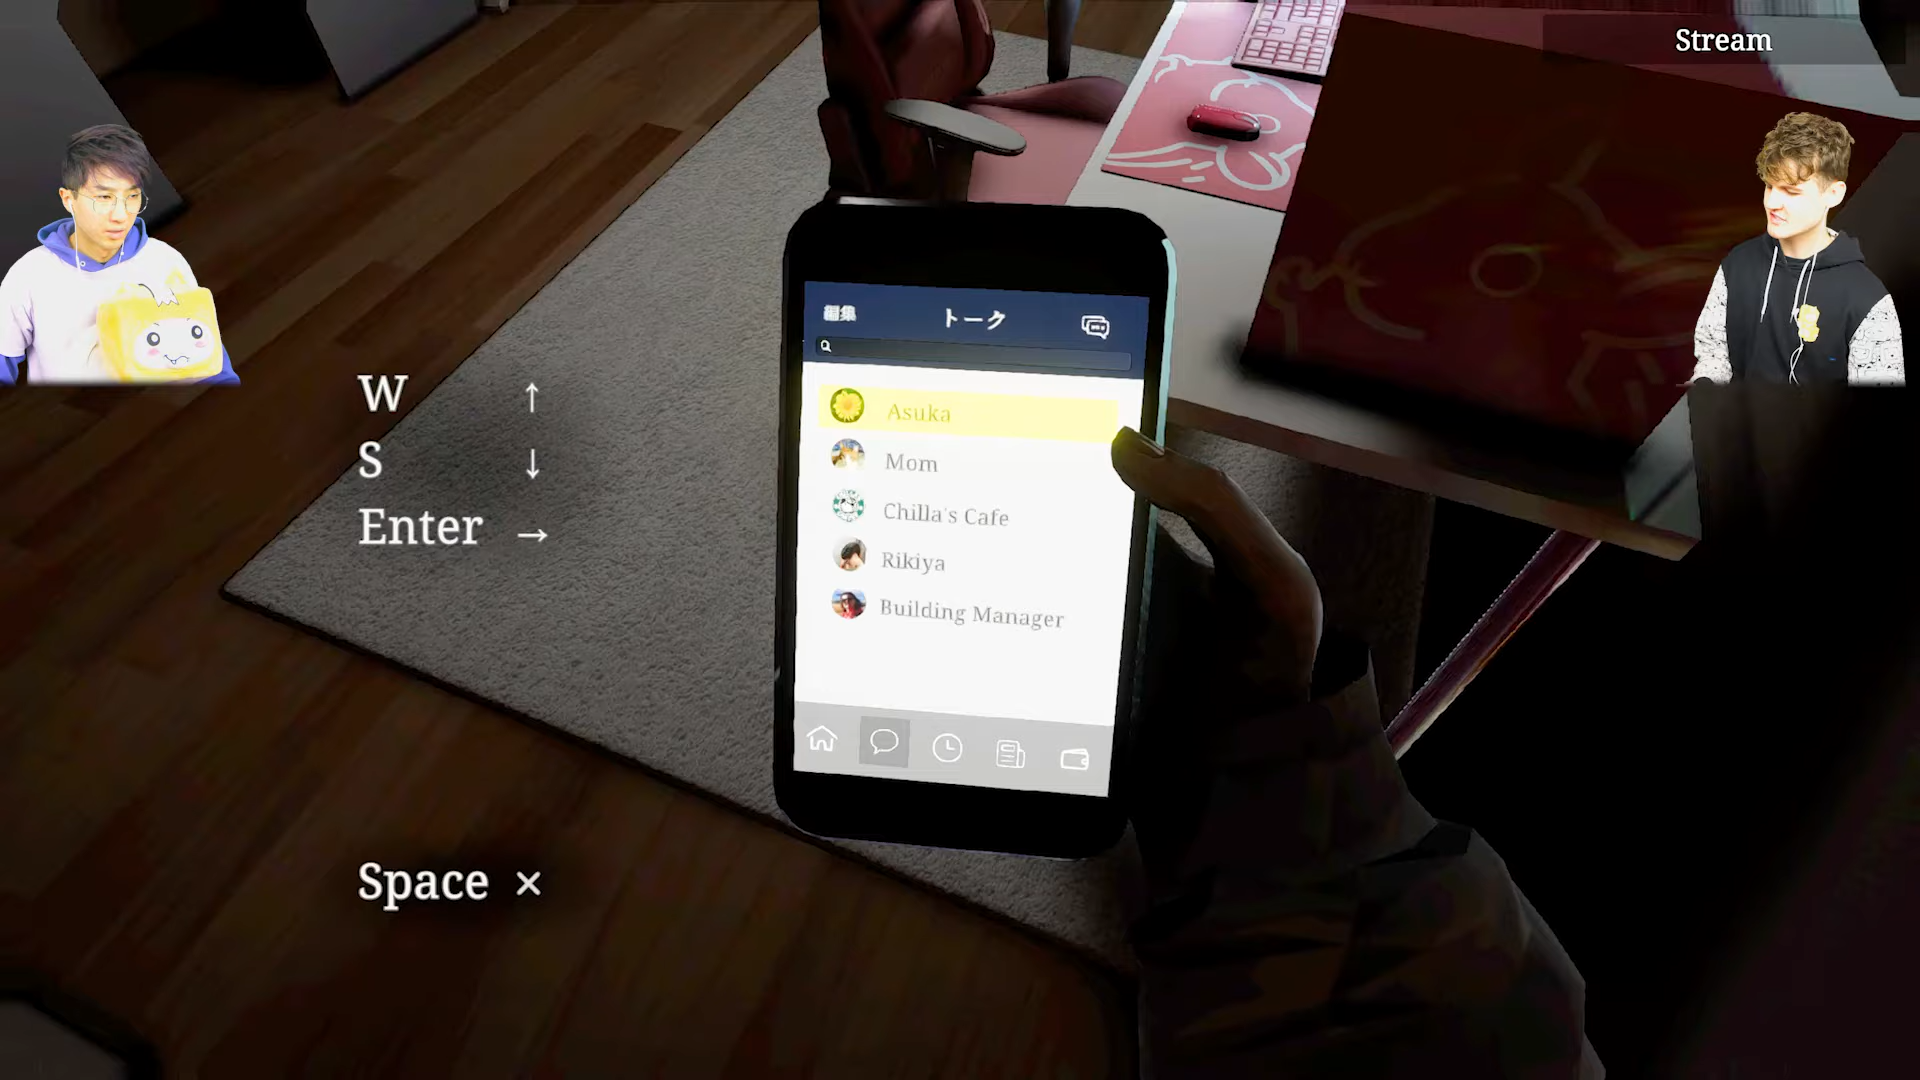 Stream
編集
トーク
W ↑
S ↓
Enter →
Space ×
Asuka
Mom
Chilla's Cafe
Rikiya
Building Manager